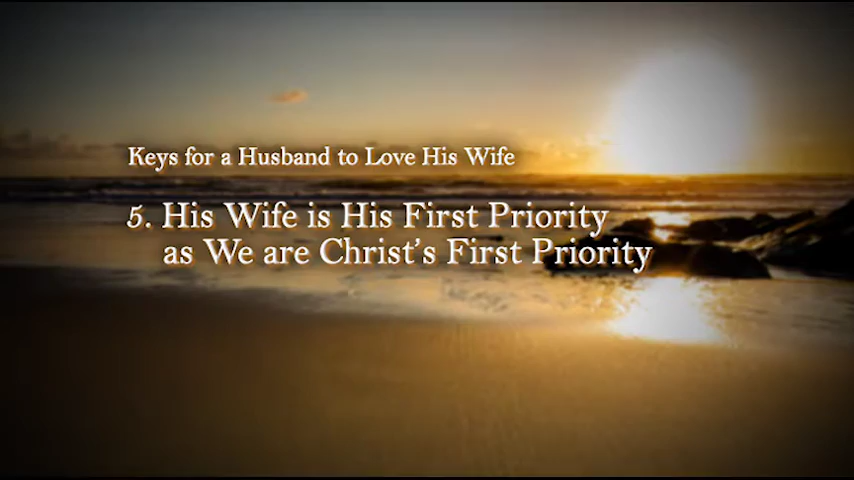 Keys for a Husband to Love His Wife
5. His Wife is His First Priority
as We are Christ's First Priority